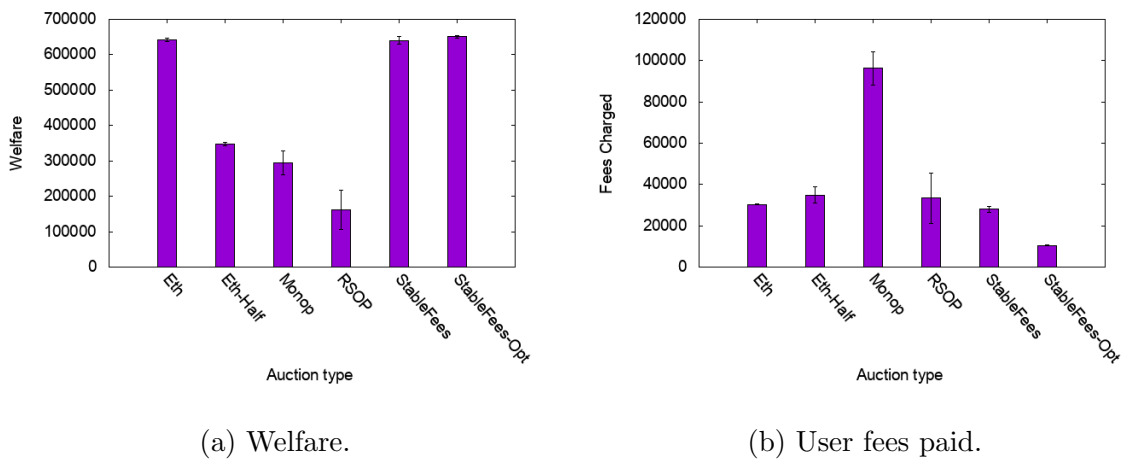 700000
600000
500000
400000
300000
200000
100000
0
Welfare
Eth
Eth-Half
Monop
RSOP
StableFees
StableFees-Opt
Auction type
(a) Welfare.
120000
100000
80000
60000
40000
20000
0
Fees Charged
Eth
Eth-Half
Monop
RSOP
StableFees
StableFees-Opt
Auction type
(b) User fees paid.